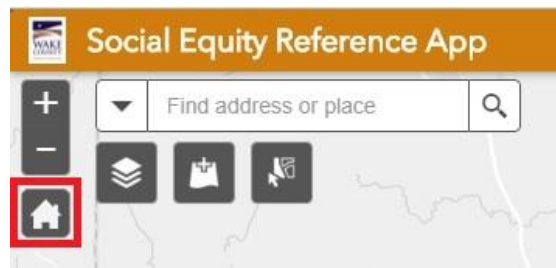 WAKE
COUNTY
Social Equity Reference App
+
Find address or place
−